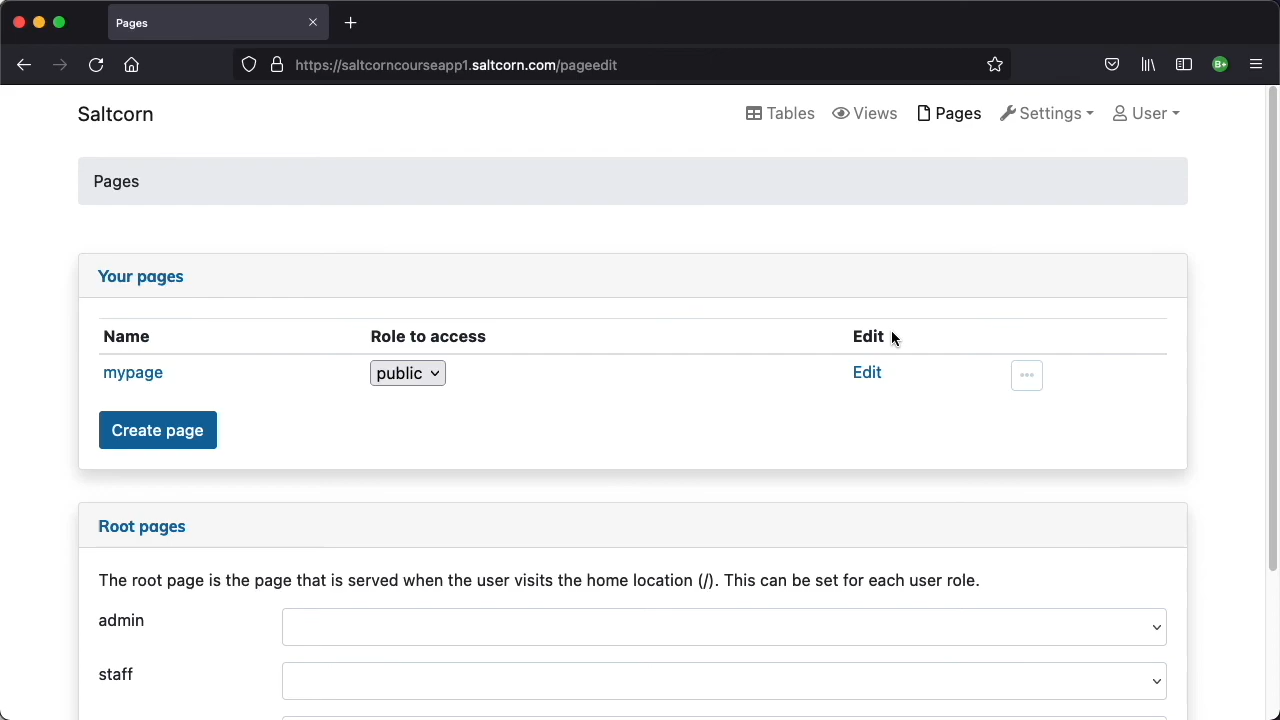 Pages
https://saltcorncourseapp1.saltcorn.com/pageedit
B+
Saltcorn
Tables Views Pages Settings User
Pages
Your pages
Name Role to access Edit
mypage public Edit
Create page
Root pages
The root page is the page that is served when the user visits the home location (/). This can be set for each user role.
admin
staff